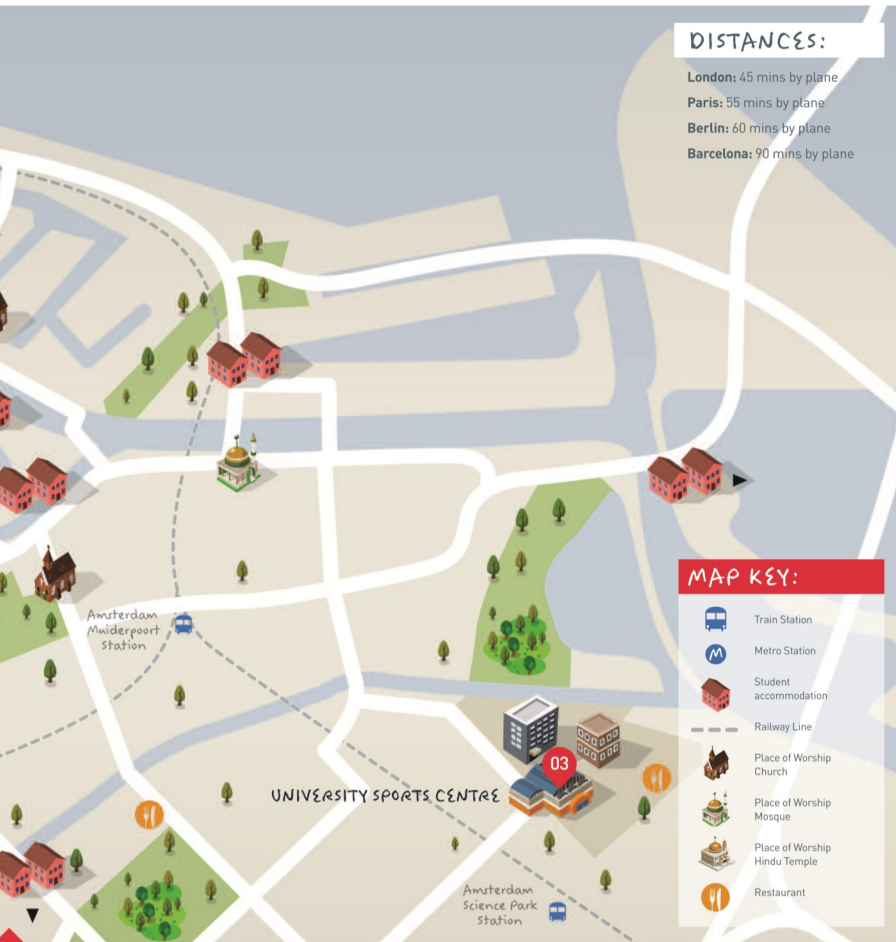 DISTANCES:
London: 45 mins by plane
Paris: 55 mins by plane
Berlin: 60 mins by plane
Barcelona: 90 mins by plane
Amsterdam
Muiderpoort
Station
UNIVERSITY SPORTS CENTRE
03
Amsterdam
Science Park
Station
MAP KEY:
Train Station
M
Metro Station
Student
accommodation
Railway Line
Place of Worship
Church
Place of Worship
Mosque
Place of Worship
Hindu Temple
Restaurant